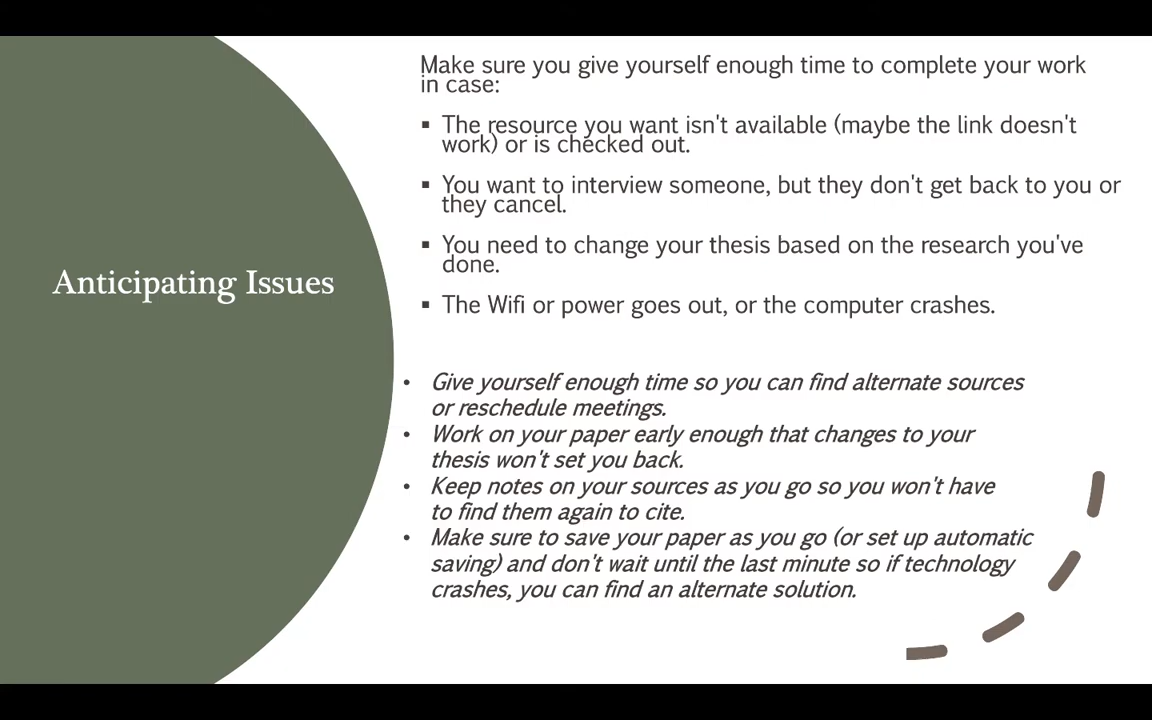 Anticipating Issues
Make sure you give yourself enough time to complete your work
in case:
▪ The resource you want isn't available (maybe the link doesn't
work) or is checked out.
▪ You want to interview someone, but they don't get back to you or
they cancel.
▪ You need to change your thesis based on the research you've
done.
▪ The Wifi or power goes out, or the computer crashes.
• Give yourself enough time so you can find alternate sources
or reschedule meetings.
• Work on your paper early enough that changes to your
thesis won't set you back.
• Keep notes on your sources as you go so you won't have
to find them again to cite.
• Make sure to save your paper as you go (or set up automatic
saving) and don't wait until the last minute so if technology
crashes, you can find an alternate solution.